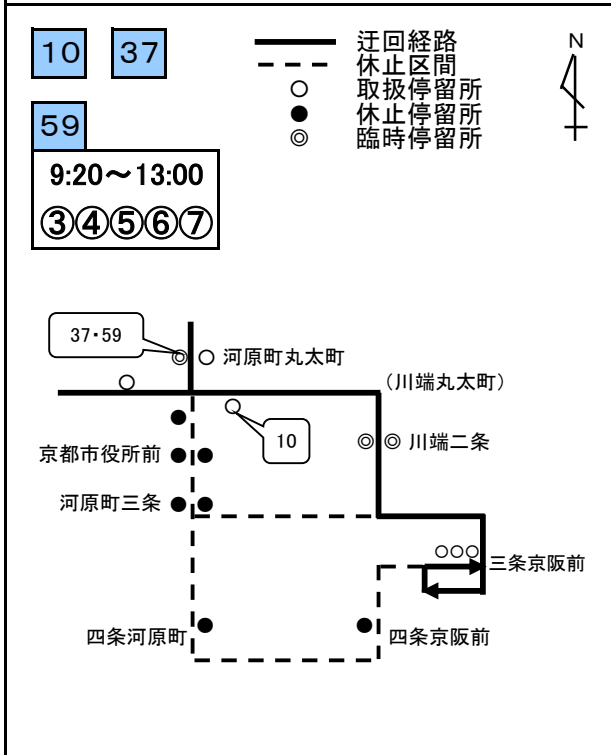 10 37
59
9:20～13:00
③④⑤⑥⑦
迂回経路
休止区間
○ 取扱停留所
● 休止停留所
◎ 臨時停留所
N
37・59
河原町丸太町
(川端丸太町)
10
川端二条
京都市役所前
河原町三条
三条京阪前
四条河原町
四条京阪前